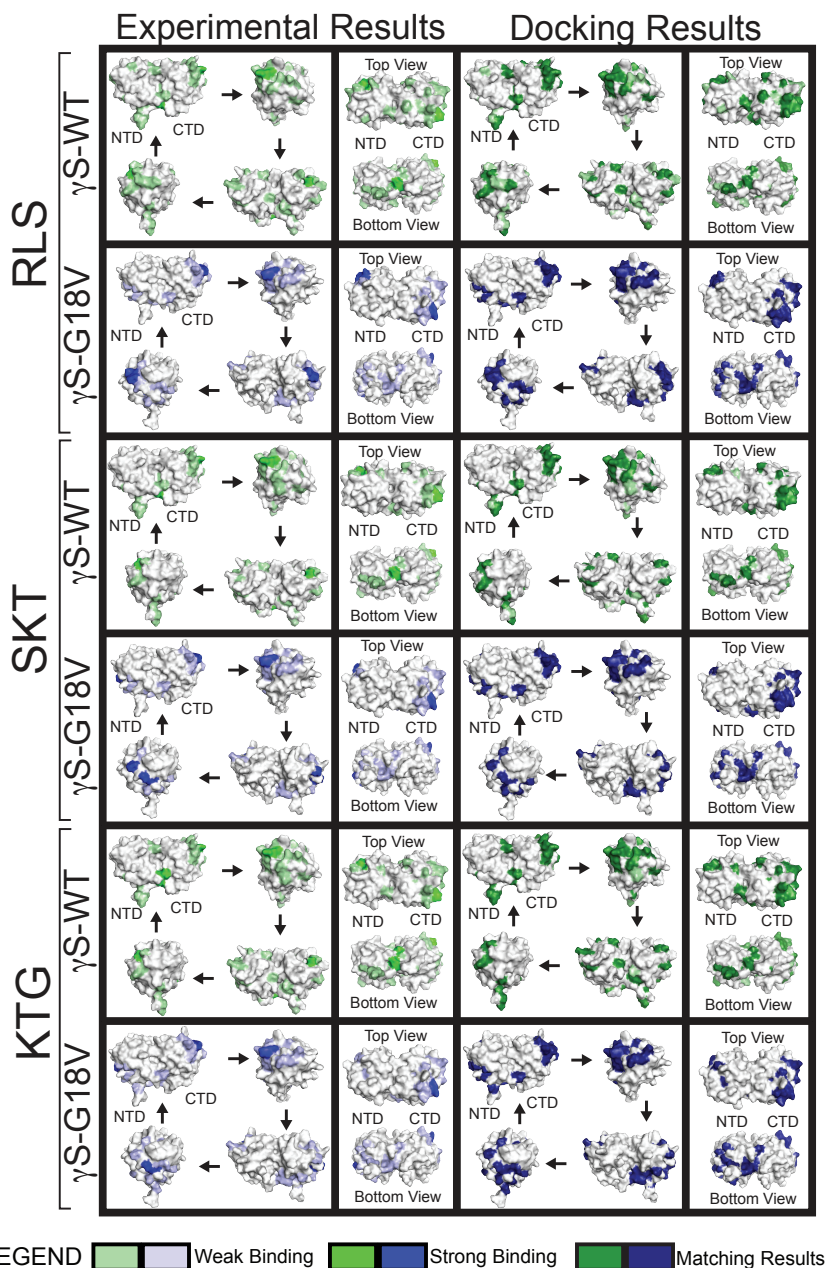 Experimental Results
Docking Results
RLS
γS-WT
NTD
CTD
Top View
NTD CTD
Bottom View
NTD
CTD
Top View
NTD CTD
Bottom View
γS-G18V
NTD
CTD
Top View
NTD CTD
Bottom View
NTD
CTD
Top View
NTD CTD
Bottom View
SKT
γS-WT
NTD
CTD
Top View
NTD CTD
Bottom View
NTD
CTD
Top View
NTD CTD
Bottom View
γS-G18V
NTD
CTD
Top View
NTD CTD
Bottom View
NTD
CTD
Top View
NTD CTD
Bottom View
KTG
γS-WT
NTD
CTD
Top View
NTD CTD
Bottom View
NTD
CTD
Top View
NTD CTD
Bottom View
γS-G18V
NTD
CTD
Top View
NTD CTD
Bottom View
NTD
CTD
Top View
NTD CTD
Bottom View
EGEND Weak Binding Strong Binding Matching Results